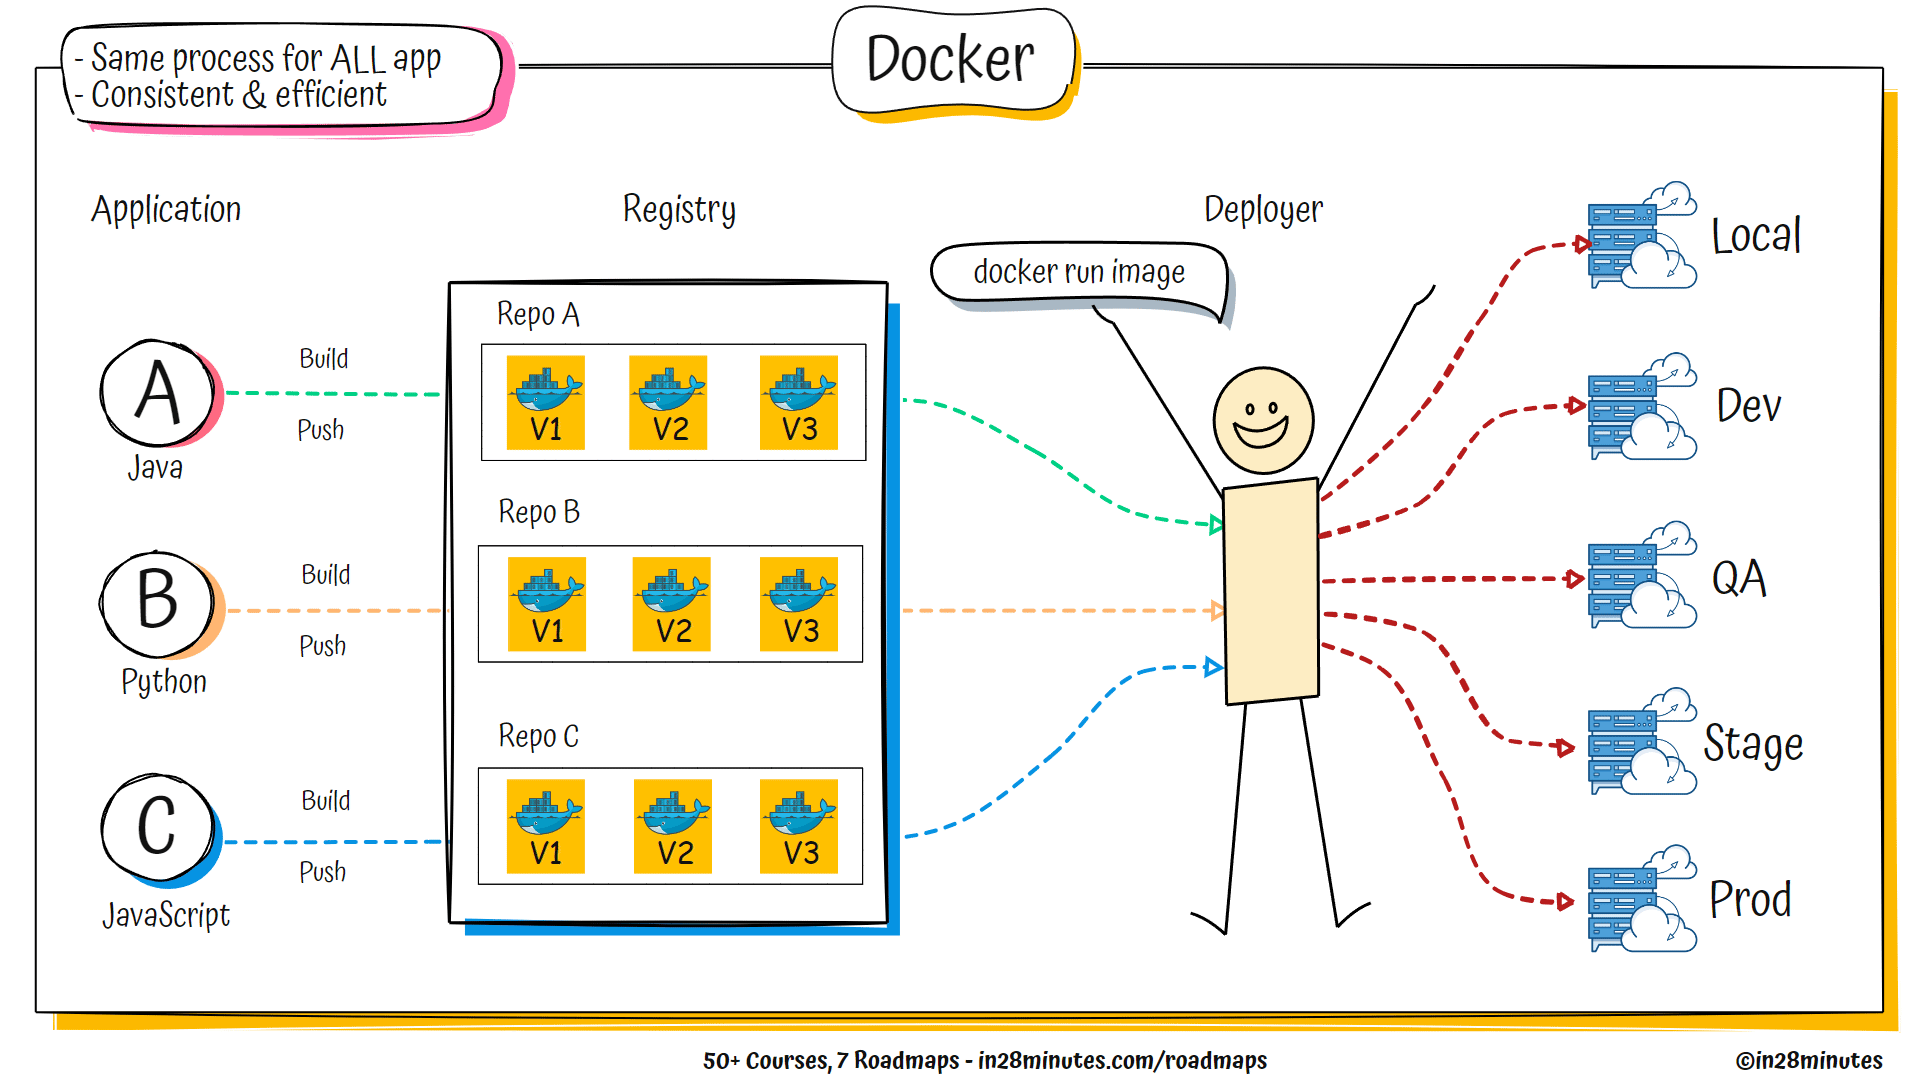 - Same process for ALL app
- Consistent & efficient
Docker
Application
Registry
Deployer
docker run image
Repo A
V1
V2
V3
Repo B
V1
V2
V3
Repo C
V1
V2
V3
A
Java
Build
Push
B
Python
Build
Push
C
JavaScript
Build
Push
Local
Dev
QA
Stage
Prod
50+ Courses, 7 Roadmaps - in28minutes.com/roadmaps
©in28minutes